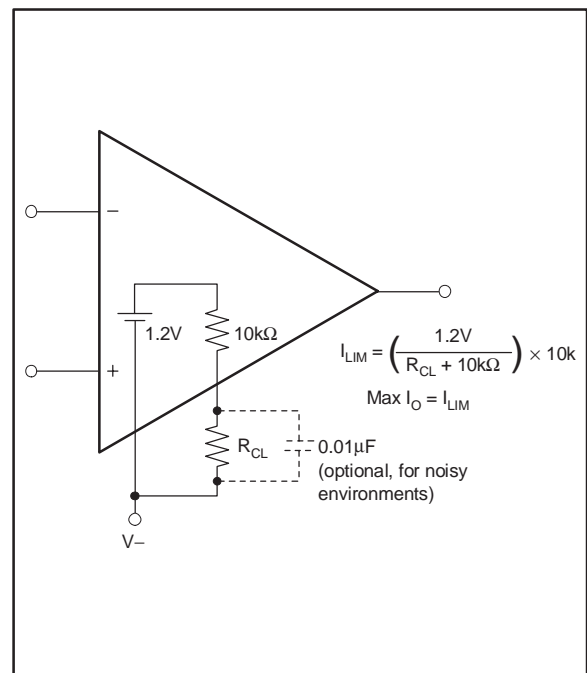 −
+
1.2V
10kΩ
I_LIM = (1.2V / (R_CL + 10kΩ)) × 10k
Max I_O = I_LIM
R_CL
0.01μF
(optional, for noisy
environments)
V−